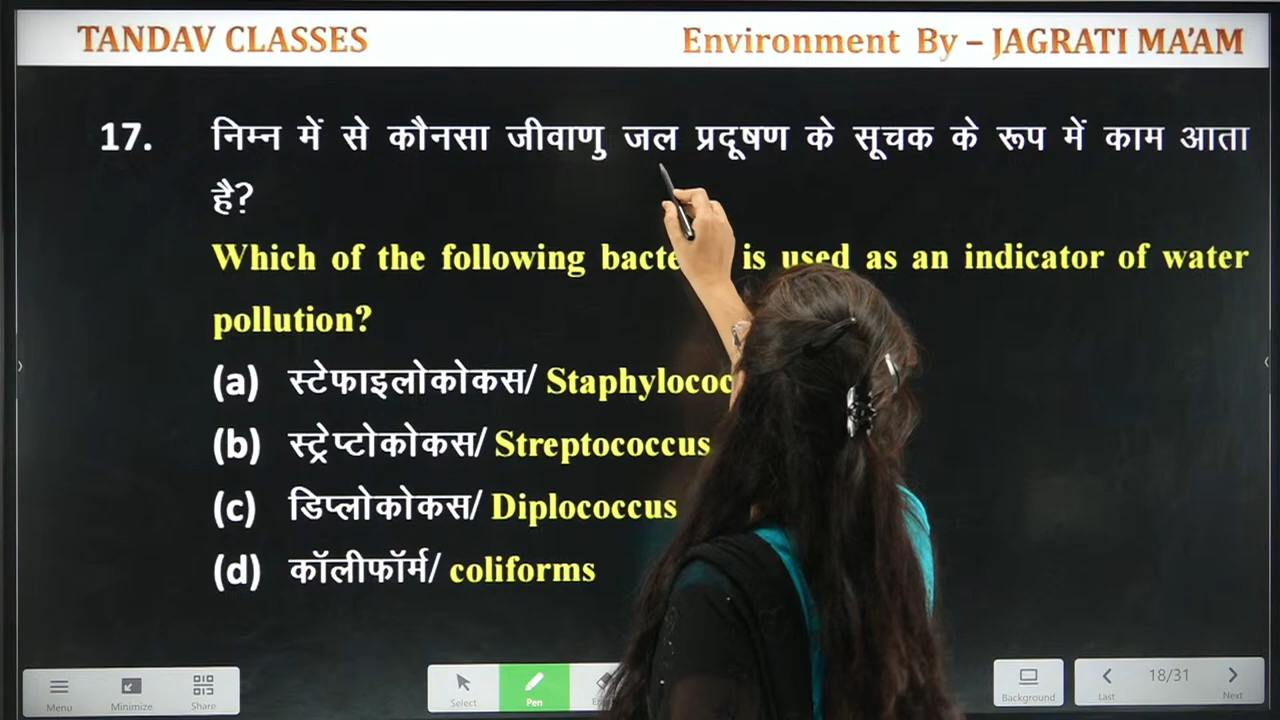 TANDAV CLASSES
Environment By – JAGRATI MA'AM
17. निम्न में से कौनसा जीवाणु जल प्रदूषण के सूचक के रूप में काम आता
है?
Which of the following is used as an indicator of water
pollution?
(a) स्टेफाइलोकोकस/
(b) स्ट्रेप्टोकोकस/ Streptococcus
(c) डिप्लोकोकस/ Diplococcus
(d) कॉलीफॉर्म/ coliforms
Menu Minimize Share Select Pen Background Last 18/31 Next